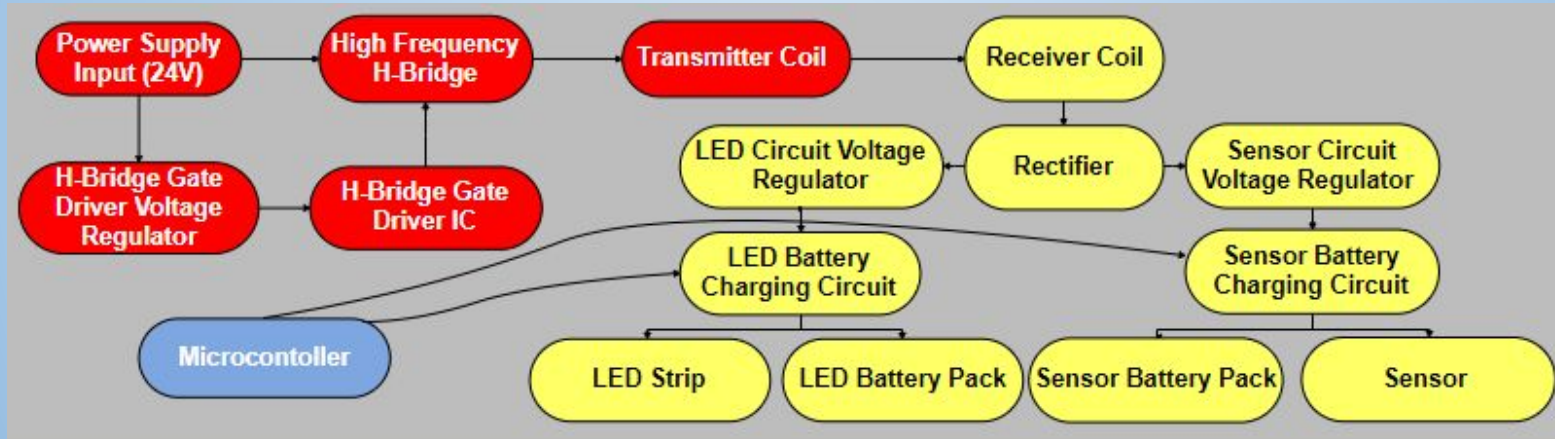 Power Supply
Input (24V)
High Frequency
H-Bridge
Transmitter Coil
Receiver Coil
H-Bridge Gate
Driver Voltage
Regulator
H-Bridge Gate
Driver IC
LED Circuit Voltage
Regulator
Rectifier
Sensor Circuit
Voltage Regulator
LED Battery
Charging Circuit
Sensor Battery
Charging Circuit
Microcontoller
LED Strip
LED Battery Pack
Sensor Battery Pack
Sensor